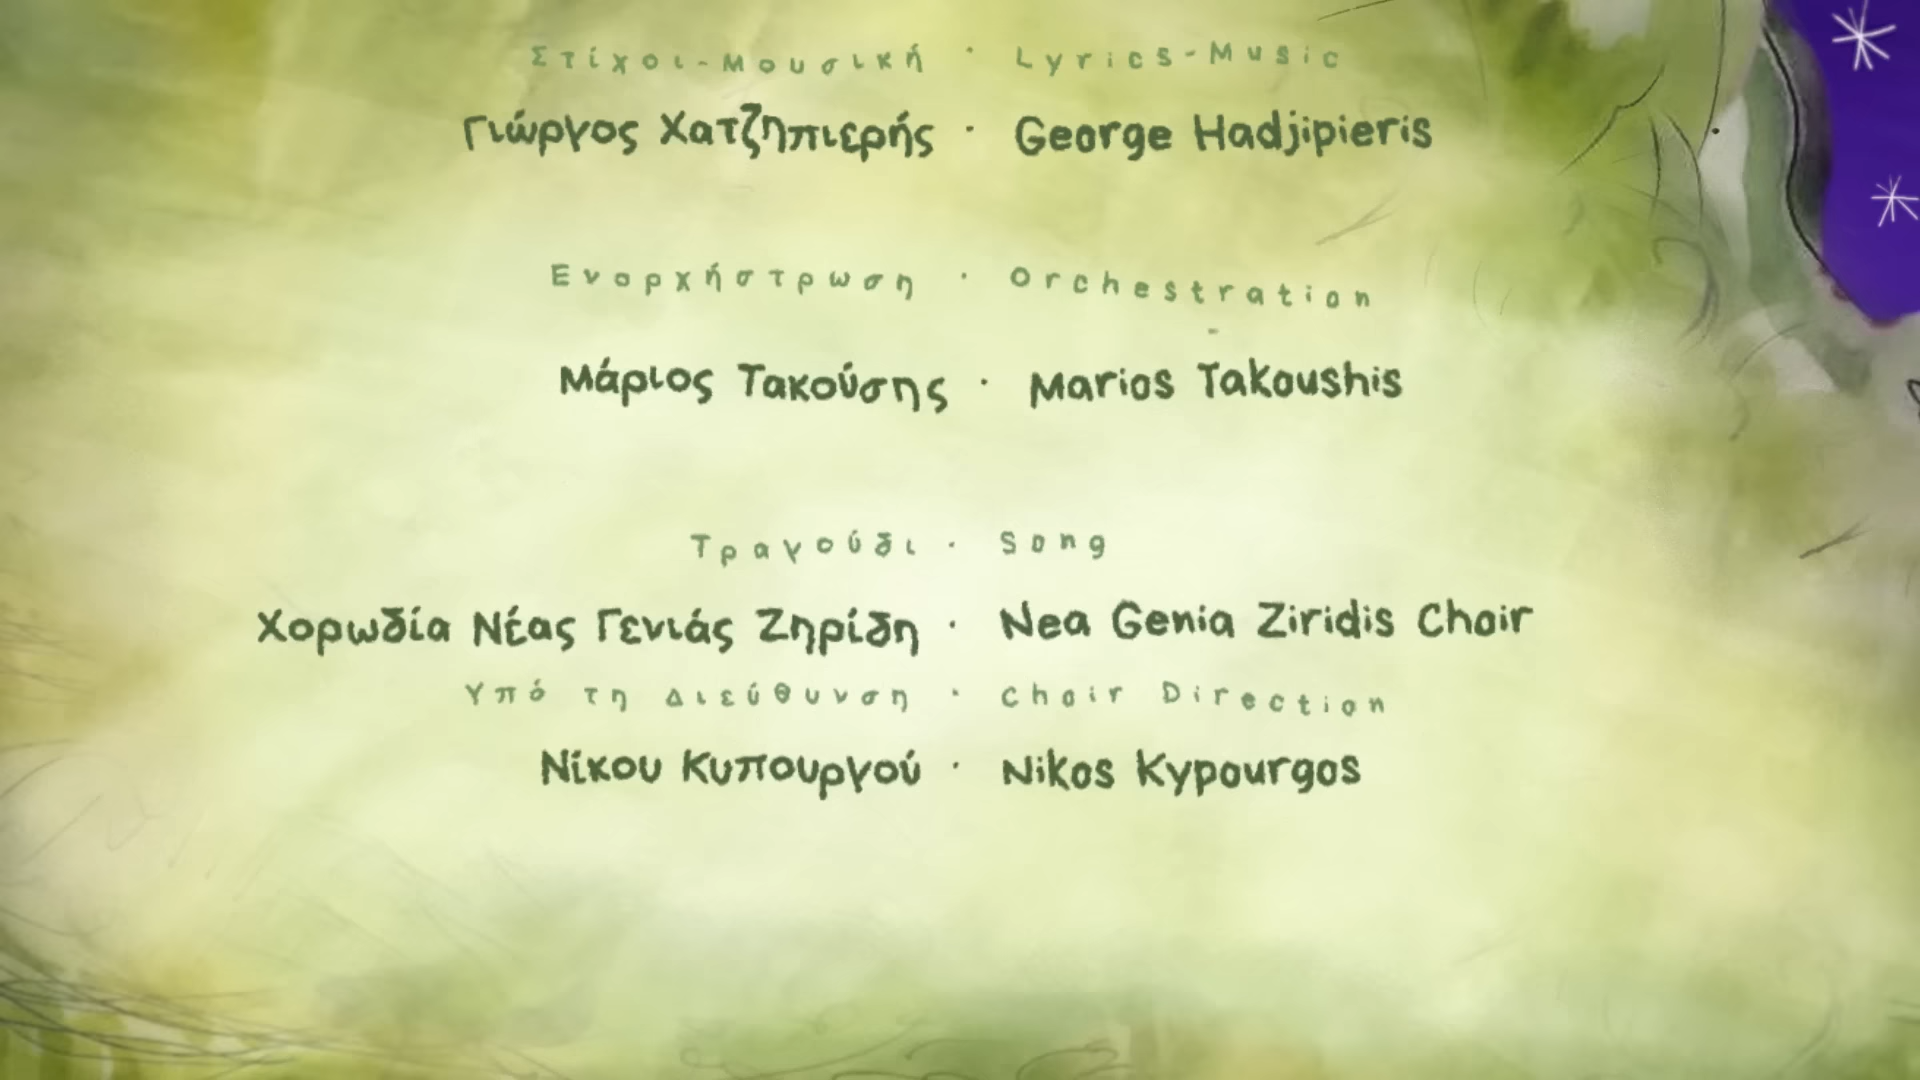 Στίχοι-Μουσική · Lyrics-Music
Γιώργος Χατζηπιερής · George Hadjipieris
Ενορχήστρωση · Orchestration
Μάριος Τακούσης · Marios Takoushis
Τραγούδι · Song
Χορωδία Νέας Γενιάς Ζηρίδη · Nea Genia Ziridis Choir
Υπό τη Διεύθυνση · Choir Direction
Νίκου Κυπουργού · Nikos Kypourgos